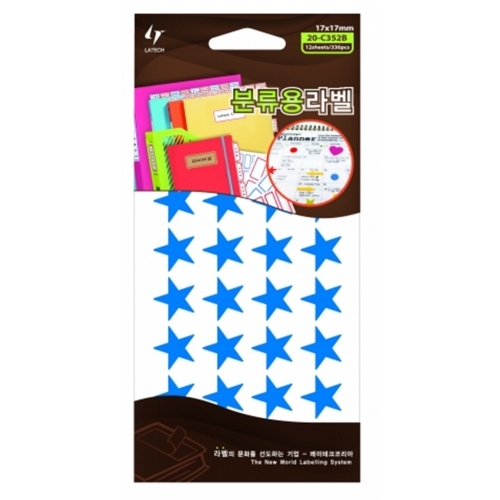 LATECH
17x17mm
20-C352B
12sheets/336pcs
분류용라벨
Planner
라벨의 문화를 선도하는 기업 - 레이테크코리아
The New World Labelling System